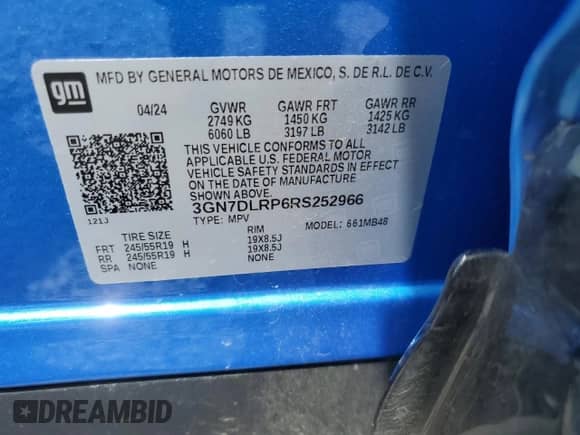 gm
MFD BY GENERAL MOTORS DE MEXICO, S. DE R.L. DE C.V.
04/24 GVWR GAWR FRT GAWR RR
2749 KG 1450 KG 1425 KG
6060 LB 3197 LB 3142 LB
THIS VEHICLE CONFORMS TO ALL
APPLICABLE U.S. FEDERAL MOTOR
VEHICLE SAFETY STANDARDS IN EFFECT
ON THE DATE OF MANUFACTURE
SHOWN ABOVE.
3GN7DLRP6RS252966
121J TYPE: MPV MODEL: 661MB48
TIRE SIZE RIM
FRT 245/55R19 H 19X8.5J
RR 245/55R19 H 19X8.5J
SPA NONE NONE
DREAMBID